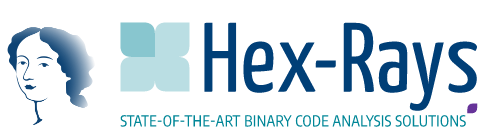 Hex-Rays
STATE-OF-THE-ART BINARY CODE ANALYSIS SOLUTIONS